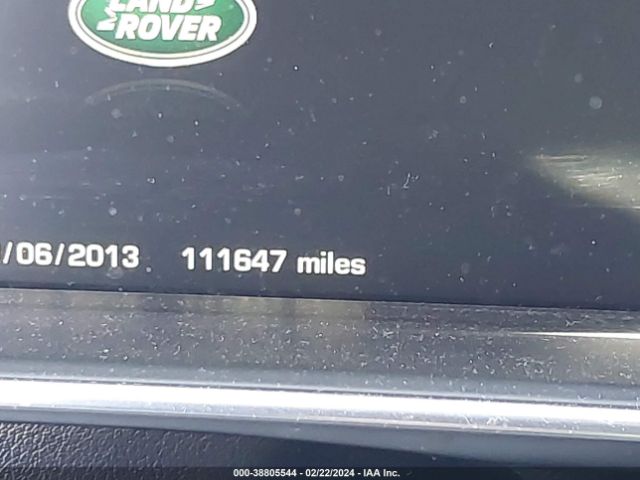 LAND
ROVER
/06/2013 111647 miles
000-38805544 - 02/22/2024 - IAA Inc.